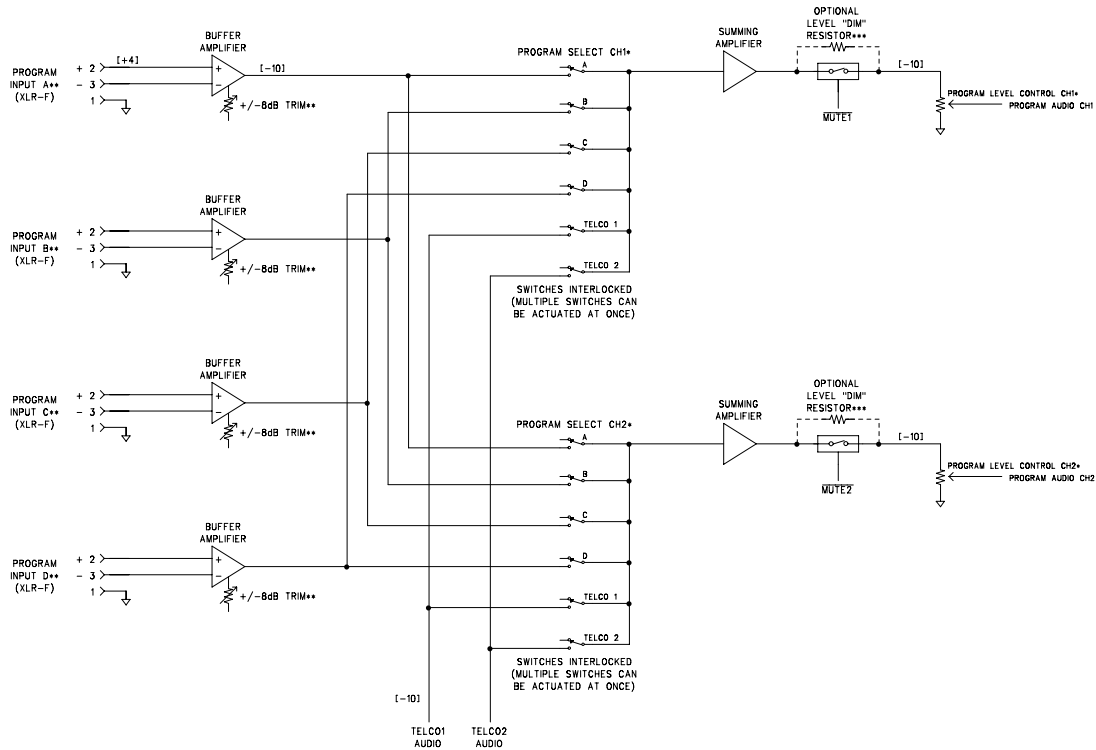 BUFFER
AMPLIFIER
PROGRAM
INPUT A**
(XLR-F)
+ 2
- 3
1
[+4]
+
-
[-10]
+/-8dB TRIM**
PROGRAM SELECT CH1*
A
B
C
D
TELCO 1
TELCO 2
SWITCHES INTERLOCKED
(MULTIPLE SWITCHES CAN
BE ACTUATED AT ONCE)
SUMMING
AMPLIFIER
OPTIONAL
LEVEL "DIM"
RESISTOR***
MUTE1
[-10]
PROGRAM LEVEL CONTROL CH1*
PROGRAM AUDIO CH1
BUFFER
AMPLIFIER
PROGRAM
INPUT B**
(XLR-F)
+ 2
- 3
1
+
-
+/-8dB TRIM**
BUFFER
AMPLIFIER
PROGRAM
INPUT C**
(XLR-F)
+ 2
- 3
1
+
-
+/-8dB TRIM**
PROGRAM SELECT CH2*
A
B
C
D
TELCO 1
TELCO 2
SWITCHES INTERLOCKED
(MULTIPLE SWITCHES CAN
BE ACTUATED AT ONCE)
SUMMING
AMPLIFIER
OPTIONAL
LEVEL "DIM"
RESISTOR***
MUTE2
[-10]
PROGRAM LEVEL CONTROL CH2*
PROGRAM AUDIO CH2
BUFFER
AMPLIFIER
PROGRAM
INPUT D**
(XLR-F)
+ 2
- 3
1
+
-
+/-8dB TRIM**
[-10]
TELCO1
AUDIO
TELCO2
AUDIO